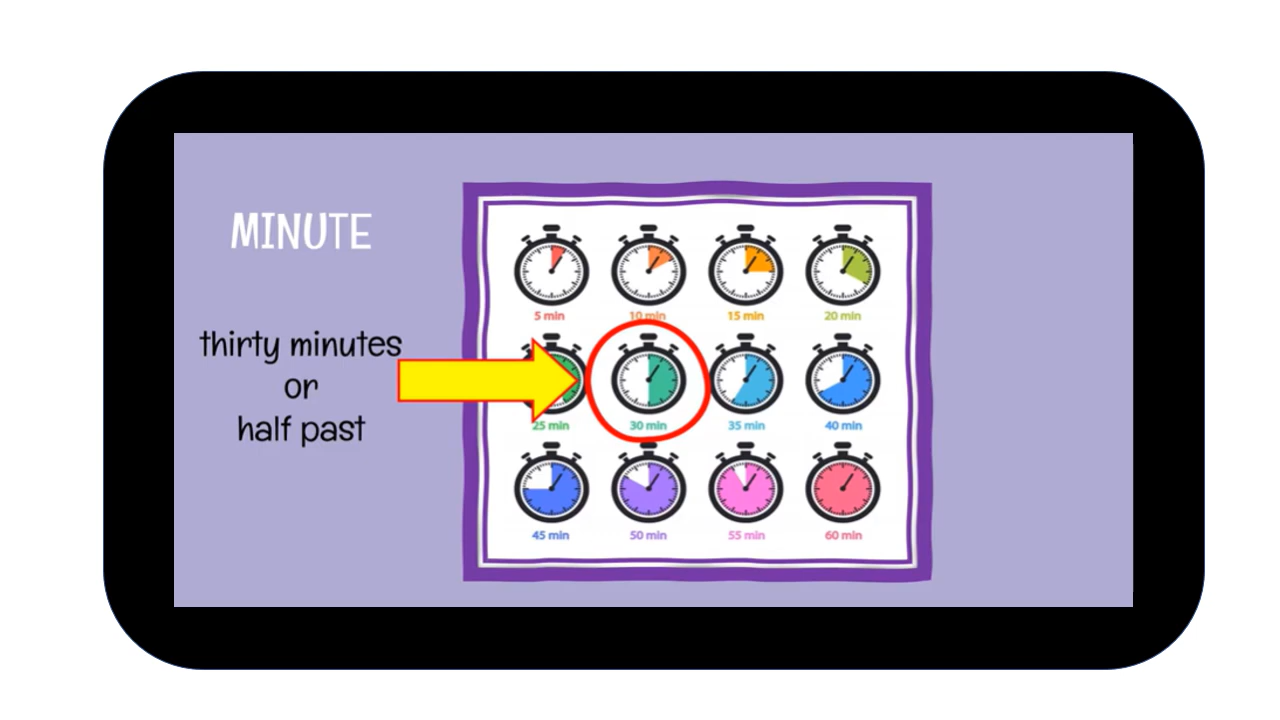 MINUTE
thirty minutes
or
half past
5 min
10 min
15 min
20 min
25 min
30 min
35 min
40 min
45 min
50 min
55 min
60 min